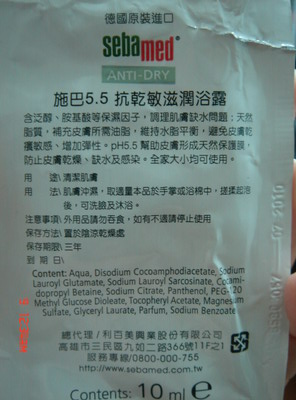 德國原裝進口
sebamed
ANTI-DRY
施巴5.5 抗乾敏滋潤浴露
含泛醇、胺基酸等保濕因子，調理肌膚缺水問題；天然
脂質，補充皮膚所需油脂，維持水脂平衡，避免皮膚乾
癢敏感、增加彈性。pH5.5 幫助皮膚形成天然保護膜，
防止皮膚乾燥、缺水及感染。全家大小均可使用。
用　途：清潔肌膚
用　法：肌膚沖濕，取適量本品於手掌或浴棉中，搓揉起泡
後，可洗臉及沐浴。
注意事項：外用品請勿吞食，如有不適請停止使用
保存方法：置於陰涼乾燥處
保存期限：三年
到 期 日：
Content: Aqua, Disodium Cocoamphodiacetate, Sodium
Lauroyl Glutamate, Sodium Lauroyl Sarcosinate, Cocami-
dopropyl Betaine, Sodium Citrate, Panthenol, PEG-120
Methyl Glucose Dioleate, Tocopheryl Acetate, Magnesium
Sulfate, Glyceryl Laurate, Parfum, Sodium Benzoate
總代理 / 利百美興業股份有限公司
高雄市三民區九如二路366號11F之1
服務專線/0800-000-755
www.sebamed.com.tw
Contents: 10 ml e
02 2010